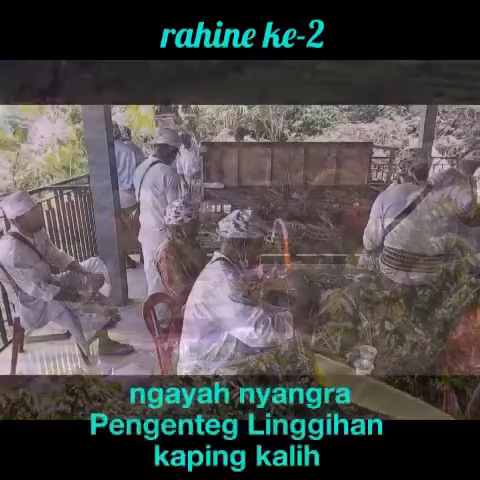 rahine ke-2
ngayah nyangra
Pengenteg Linggihan
kaping kalih